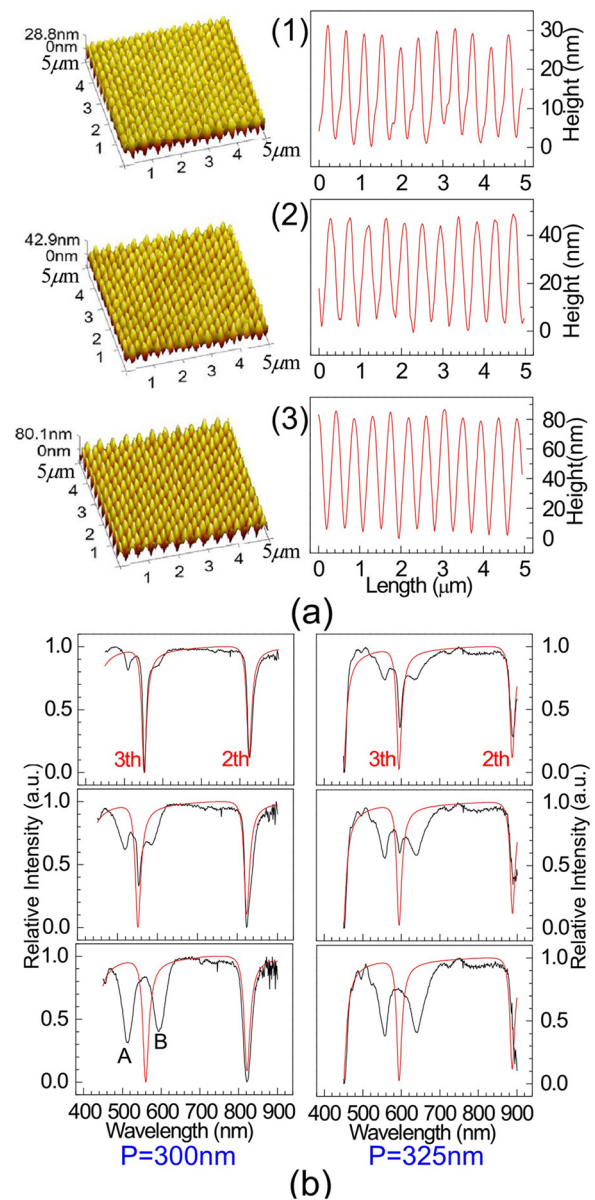 28.8nm
0nm
5μm
4
3
2
1
1
2
3
4
5μm
(1)
30
20
10
0
Height (nm)
0 1 2 3 4 5
42.9nm
0nm
5μm
4
3
2
1
1
2
3
4
5μm
(2)
40
20
0
Height (nm)
0 1 2 3 4 5
80.1nm
0nm
5μm
4
3
2
1
1
2
3
4
5μm
(3)
80
60
40
20
0
Height(nm)
0 1 2 3 4 5
Length (μm)
(a)
Relative Intensity (a.u.)
1.0
0.5
0.0
3th
2th
1.0
0.5
0.0
3th
2th
1.0
0.5
0.0
1.0
0.5
0.0
1.0
0.5
0.0
A
B
1.0
0.5
0.0
Relative Intensity (a.u.)
400 500 600 700 800 900
400 500 600 700 800 900
Wavelength (nm)
Wavelength (nm)
P=300nm
P=325nm
(b)